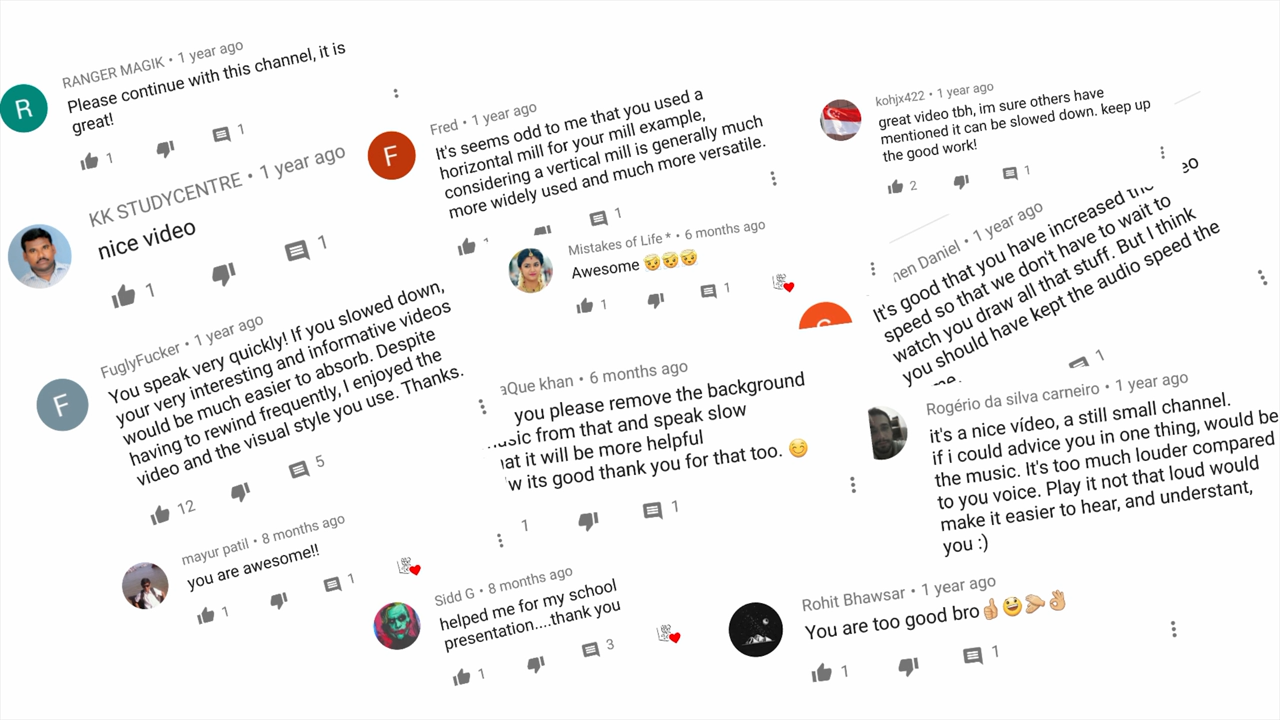 RANGER MAGIK • 1 year ago
Please continue with this channel, it is
great!
1
1
R
KK STUDYCENTRE • 1 year ago
nice video
1
1
FuglyFucker • 1 year ago
You speak very quickly! If you slowed down,
your very interesting and informative videos
would be much easier to absorb. Despite
having to rewind frequently, I enjoyed the
video and the visual style you use. Thanks.
12
5
F
mayur patil • 8 months ago
you are awesome!!
1
1
Fred • 1 year ago
It's seems odd to me that you used a
horizontal mill for your mill example,
considering a vertical mill is generally much
more widely used and much more versatile.
1
F
Mistakes of Life * • 6 months ago
Awesome 😇😇😇
1
1
aQue khan • 6 months ago
you please remove the background
from that and speak slow
it will be more helpful
its good thank you for that too. 😊
1
1
Sidd G • 8 months ago
helped me for my school
presentation....thank you
1
3
kohjx422 • 1 year ago
great video tbh, im sure others have
mentioned it can be slowed down. keep up
the good work!
2
1
Daniel • 1 year ago
It's good that you have increased
speed so that we don't have to wait to
watch you draw all that stuff. But I think
you should have kept the audio speed the
1
Rogério da silva carneiro • 1 year ago
it's a nice vídeo, a still small channel.
if i could advice you in one thing, would be
the music. It's too much louder compared
to you voice. Play it not that loud would
make it easier to hear, and understant,
you :)
Rohit Bhawsar • 1 year ago
You are too good bro👍😃🤝👌
1
1